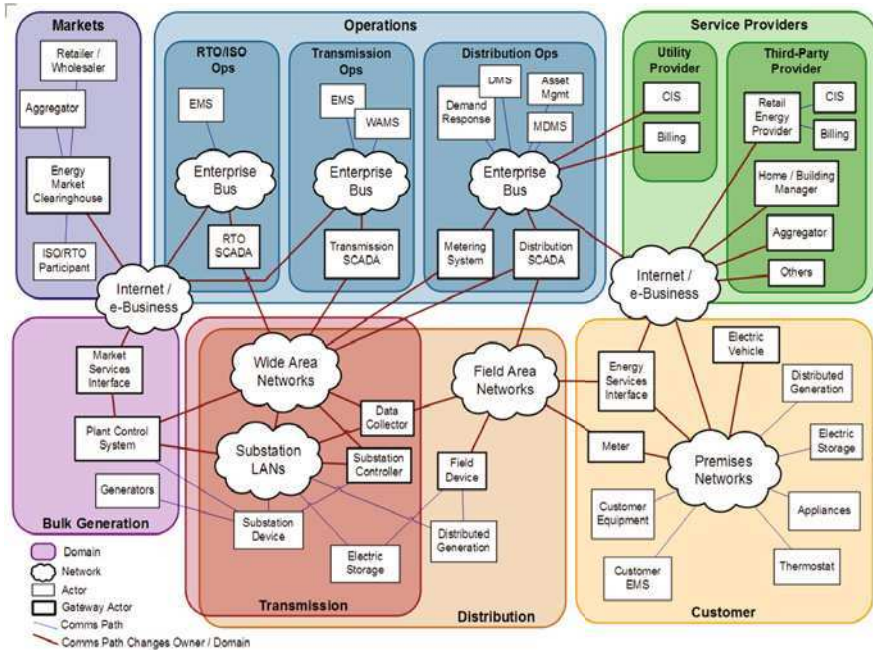 Markets
Retailer /
Wholesaler
Aggregator
Energy
Market
Clearinghouse
ISO/RTO
Participant
Operations
RTO/ISO
Ops
EMS
Enterprise
Bus
RTO
SCADA
Transmission
Ops
EMS
WAMS
Enterprise
Bus
Transmission
SCADA
Distribution Ops
DMS
Asset
Mgmt
Demand
Response
MDMS
Enterprise
Bus
Metering
System
Distribution
SCADA
Service Providers
Utility
Provider
CIS
Billing
Third-Party
Provider
Retail
Energy
Provider
CIS
Billing
Home / Building
Manager
Aggregator
Others
Internet /
e-Business
Internet /
e-Business
Market
Services
Interface
Plant Control
System
Generators
Bulk Generation
Wide Area
Networks
Substation
LANs
Data
Collector
Substation
Controller
Substation
Device
Electric
Storage
Transmission
Field Area
Networks
Field
Device
Distributed
Generation
Distribution
Energy
Services
Interface
Meter
Electric
Vehicle
Distributed
Generation
Electric
Storage
Premises
Networks
Customer
Equipment
Customer
EMS
Appliances
Thermostat
Customer
Domain
Network
Actor
Gateway Actor
Comms Path
Comms Path Changes Owner / Domain